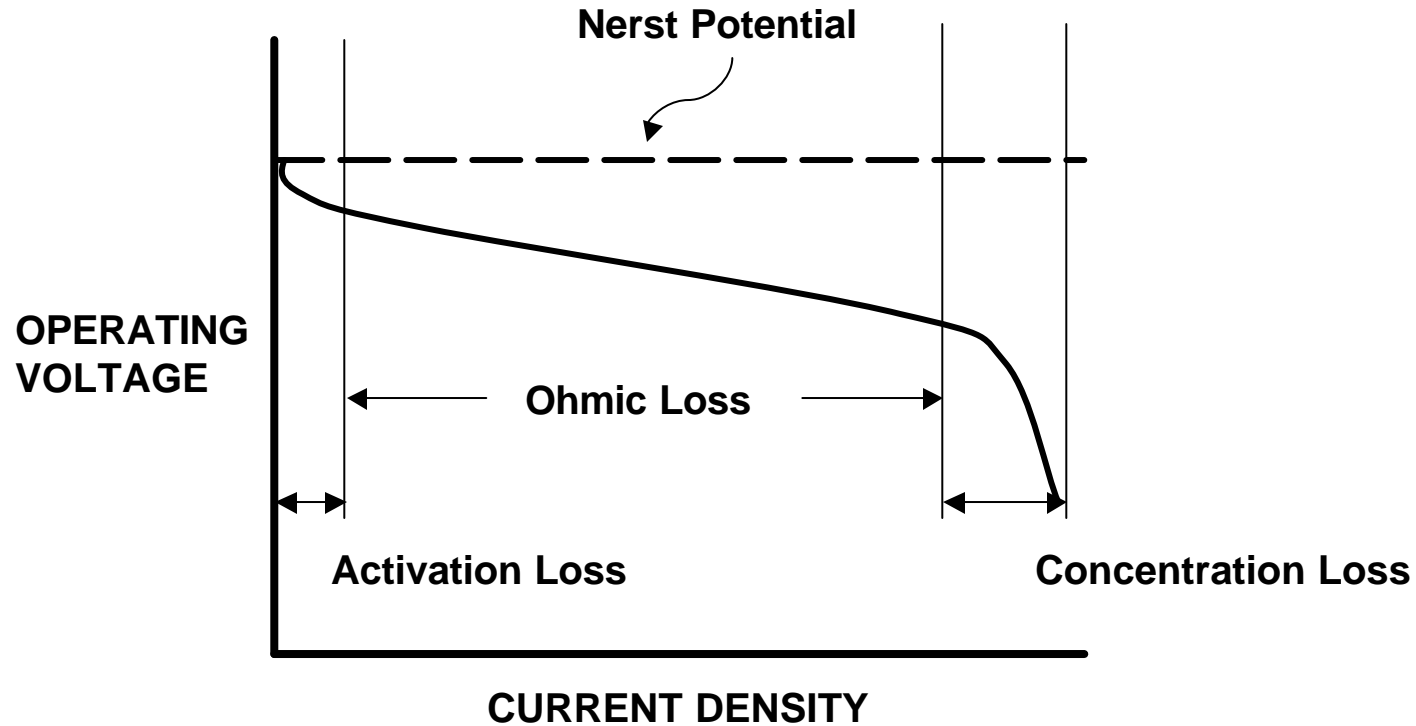 Nerst Potential
OPERATING
VOLTAGE
Ohmic Loss
Activation Loss
Concentration Loss
CURRENT DENSITY